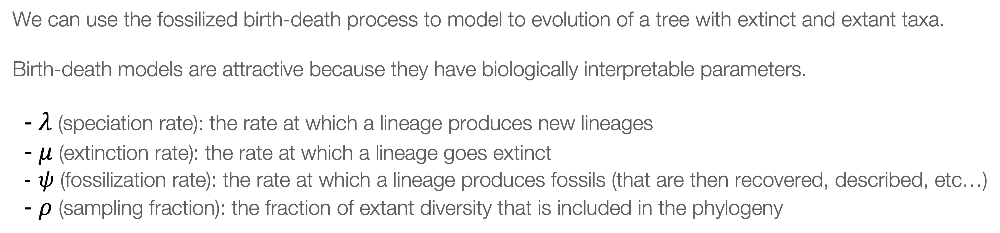 We can use the fossilized birth-death process to model to evolution of a tree with extinct and extant taxa.
Birth-death models are attractive because they have biologically interpretable parameters.
- λ (speciation rate): the rate at which a lineage produces new lineages
- μ (extinction rate): the rate at which a lineage goes extinct
- ψ (fossilization rate): the rate at which a lineage produces fossils (that are then recovered, described, etc…)
- ρ (sampling fraction): the fraction of extant diversity that is included in the phylogeny